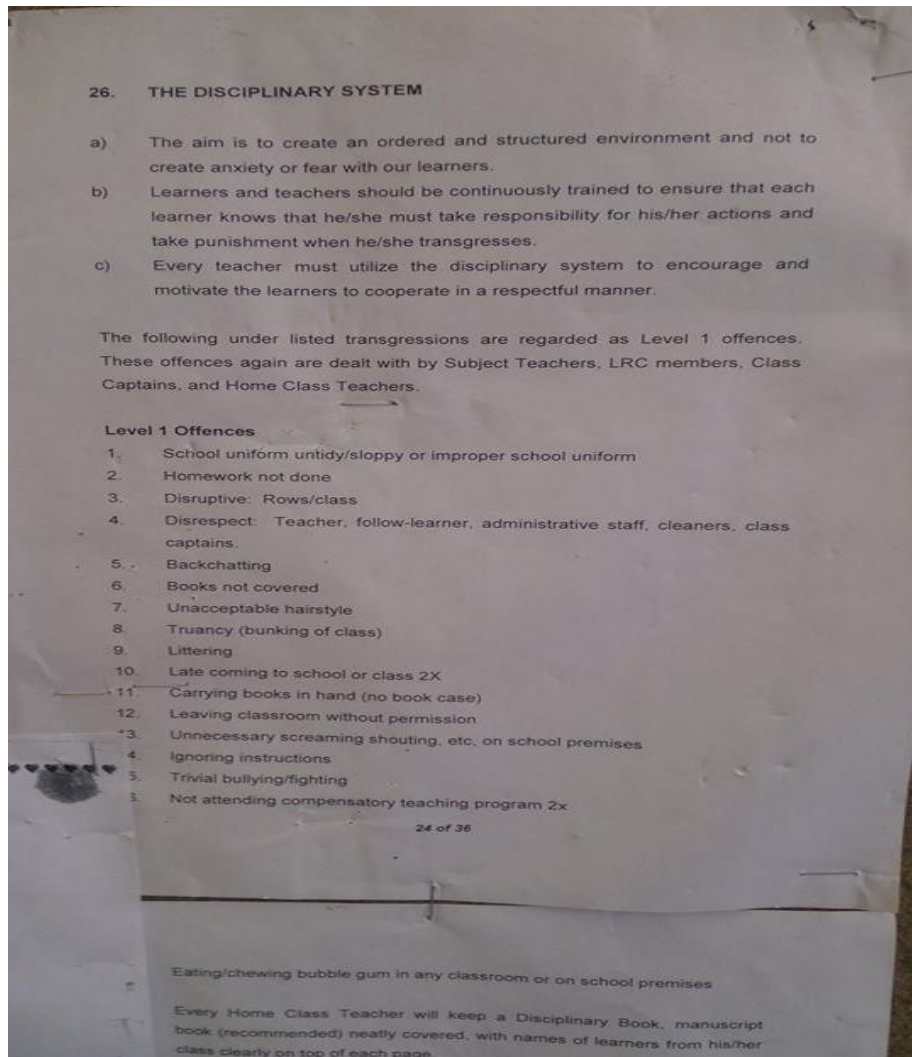 26. THE DISCIPLINARY SYSTEM
a) The aim is to create an ordered and structured environment and not to
create anxiety or fear with our learners.
b) Learners and teachers should be continuously trained to ensure that each
learner knows that he/she must take responsibility for his/her actions and
take punishment when he/she transgresses.
c) Every teacher must utilize the disciplinary system to encourage and
motivate the learners to cooperate in a respectful manner.
The following under listed transgressions are regarded as Level 1 offences.
These offences again are dealt with by Subject Teachers, LRC members, Class
Captains, and Home Class Teachers.
Level 1 Offences
1. School uniform untidy/sloppy or improper school uniform
2. Homework not done
3. Disruptive: Rows/class
4. Disrespect: Teacher, follow-learner, administrative staff, cleaners, class
captains.
5. Backchatting
6. Books not covered
7. Unacceptable hairstyle
8. Truancy (bunking of class)
9. Littering
10. Late coming to school or class 2X
11. Carrying books in hand (no book case)
12. Leaving classroom without permission
3. Unnecessary screaming shouting, etc, on school premises
4. Ignoring instructions
5. Trivial bullying/fighting
Not attending compensatory teaching program 2x
24 of 36
Eating/chewing bubble gum in any classroom or on school premises
Every Home Class Teacher will keep a Disciplinary Book, manuscript
book (recommended) neatly covered, with names of learners from his/her
class clearly on top of each page